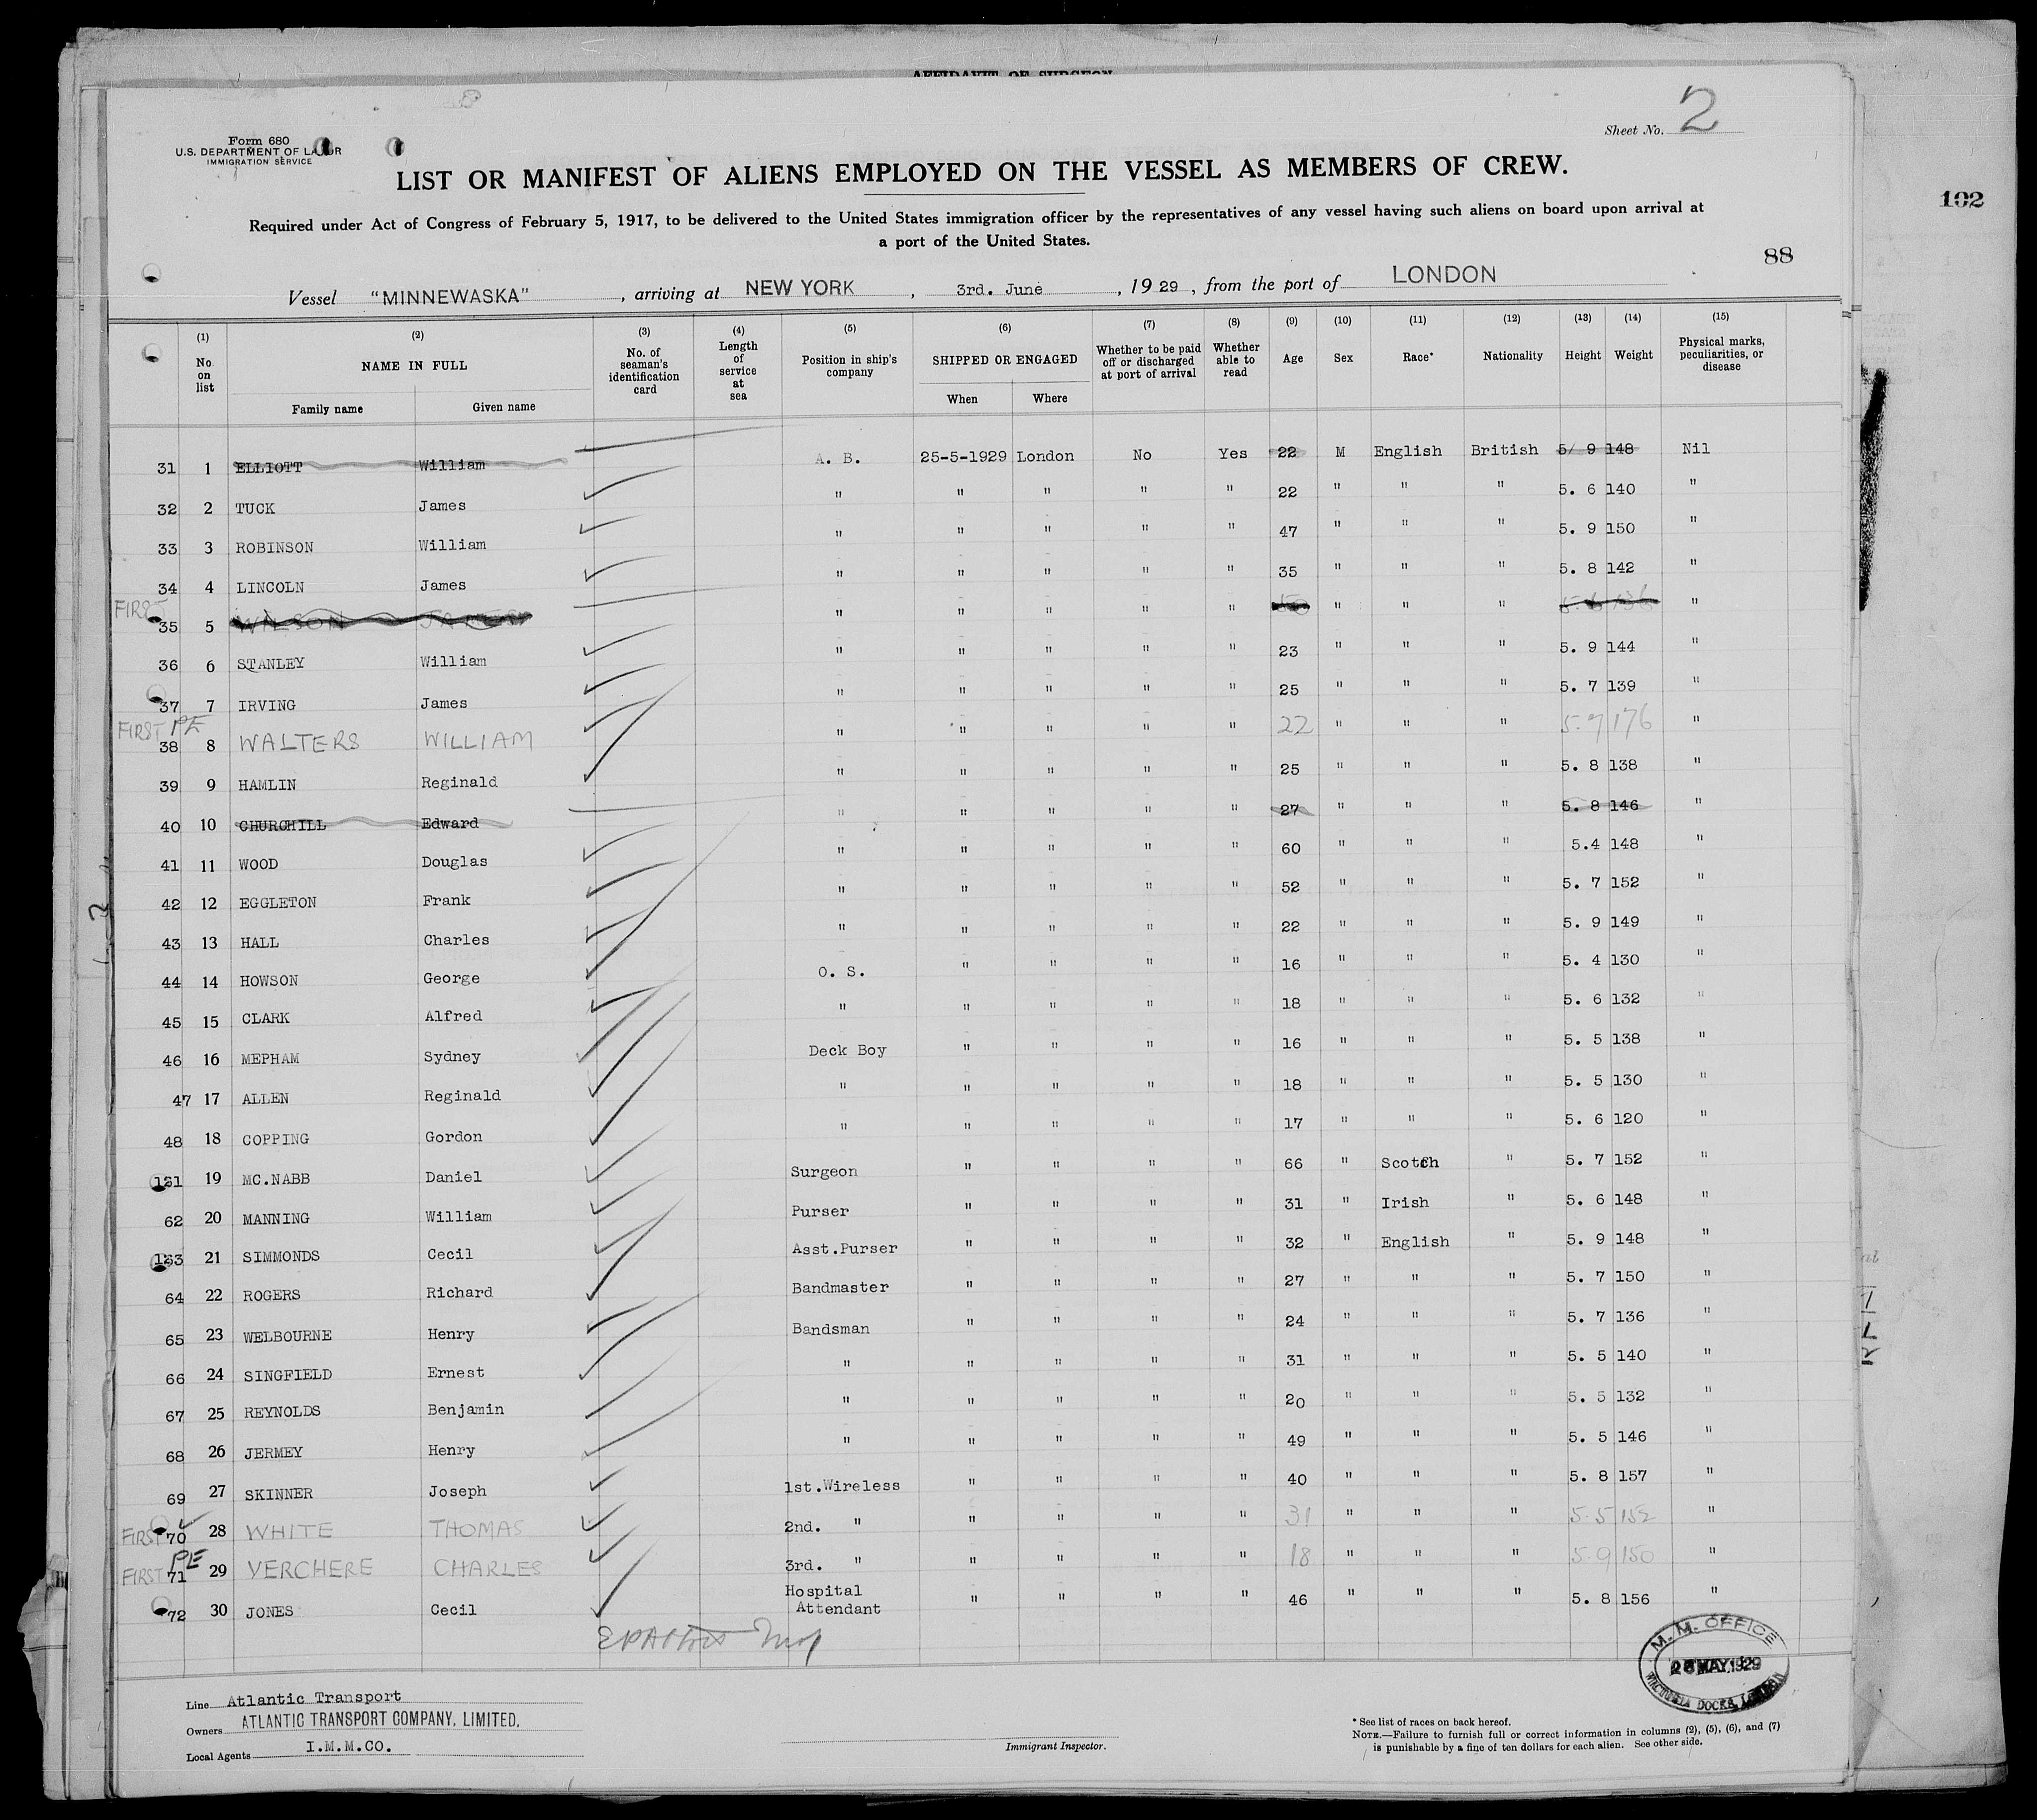 AFFIDAVIT OF SURGEON
Form 680
U.S. DEPARTMENT OF LABOR
IMMIGRATION SERVICE
Sheet No. 2
LIST OR MANIFEST OF ALIENS EMPLOYED ON THE VESSEL AS MEMBERS OF CREW.
102
Required under Act of Congress of February 5, 1917, to be delivered to the United States immigration officer by the representatives of any vessel having such aliens on board upon arrival at
a port of the United States.
88
Vessel "MINNEWASKA", arriving at NEW YORK, 3rd. June, 1929, from the port of LONDON
(1) No. on list (2) NAME IN FULL Family name Given name (3) No. of seaman's identification card (4) Length of service at sea (5) Position in ship's company (6) SHIPPED OR ENGAGED When Where (7) Whether to be paid off or discharged at port of arrival (8) Whether able to read (9) Age (10) Sex (11) Race* (12) Nationality (13) Height (14) Weight (15) Physical marks, peculiarities, or disease
31 1 ELLIOTT William A. B. 25-5-1929 London No Yes 22 M English British 5/ 9 148 Nil
32 2 TUCK James " " " " " 22 " " " 5. 6 140 "
33 3 ROBINSON William " " " " " 47 " " " 5. 9 150 "
34 4 LINCOLN James " " " " " 35 " " " 5. 8 142 "
FIRST 35 5 WILSON JAMES " " " " " " " " "
36 6 STANLEY William " " " " " 23 " " " 5. 9 144 "
37 7 IRVING James " " " " " 25 " " " 5. 7 139 "
FIRST PE 38 8 WALTERS WILLIAM " " " " " 22 " " " 5.7 176 "
39 9 HAMLIN Reginald " " " " " 25 " " " 5. 8 138 "
40 10 CHURCHILL Edward " " " " " 27 " " " 5. 8 146 "
41 11 WOOD Douglas " " " " " 60 " " " 5.4 148 "
42 12 EGGLETON Frank " " " " " 52 " " " 5. 7 152 "
43 13 HALL Charles " " " " " 22 " " " 5. 9 149 "
44 14 HOWSON George O. S. " " " " 16 " " " 5. 4 130 "
45 15 CLARK Alfred " " " " " 18 " " " 5. 6 132 "
46 16 MEPHAM Sydney Deck Boy " " " " 16 " " " 5. 5 138 "
47 17 ALLEN Reginald " " " " " 18 " " " 5. 5 130 "
48 18 COPPING Gordon " " " " " 17 " " " 5. 6 120 "
19 MC.NABB Daniel Surgeon " " " " 66 " Scotch " 5. 7 152 "
62 20 MANNING William Purser " " " " 31 " Irish " 5. 6 148 "
21 SIMMONDS Cecil Asst.Purser " " " " 32 " English " 5. 9 148 "
64 22 ROGERS Richard Bandmaster " " " " 27 " " " 5. 7 150 "
65 23 WELBOURNE Henry Bandsman " " " " 24 " " " 5. 7 136 "
66 24 SINGFIELD Ernest " " " " " 31 " " " 5. 5 140 "
67 25 REYNOLDS Benjamin " " " " " 20 " " " 5. 5 132 "
68 26 JERMEY Henry " " " " " 49 " " " 5. 5 146 "
69 27 SKINNER Joseph 1st.Wireless " " " " 40 " " " 5. 8 157 "
FIRST 70 28 WHITE THOMAS 2nd. " " " " " 31 " " " 5.5 152 "
FIRST PE 71 29 VERCHERE CHARLES 3rd. " " " " " 18 " " " 5.9 150 "
72 30 JONES Cecil Hospital Attendant " " " " 46 " " " 5. 8 156 "
M. M. OFFICE
28 MAY 1929
VICTORIA DOCKS, LONDON
Line Atlantic Transport
Owners ATLANTIC TRANSPORT COMPANY, LIMITED.
Local Agents I.M.M.CO.
Immigrant Inspector.
* See list of races on back hereof.
NOTE.—Failure to furnish full or correct information in columns (2), (5), (6), and (7)
is punishable by a fine of ten dollars for each alien. See other side.